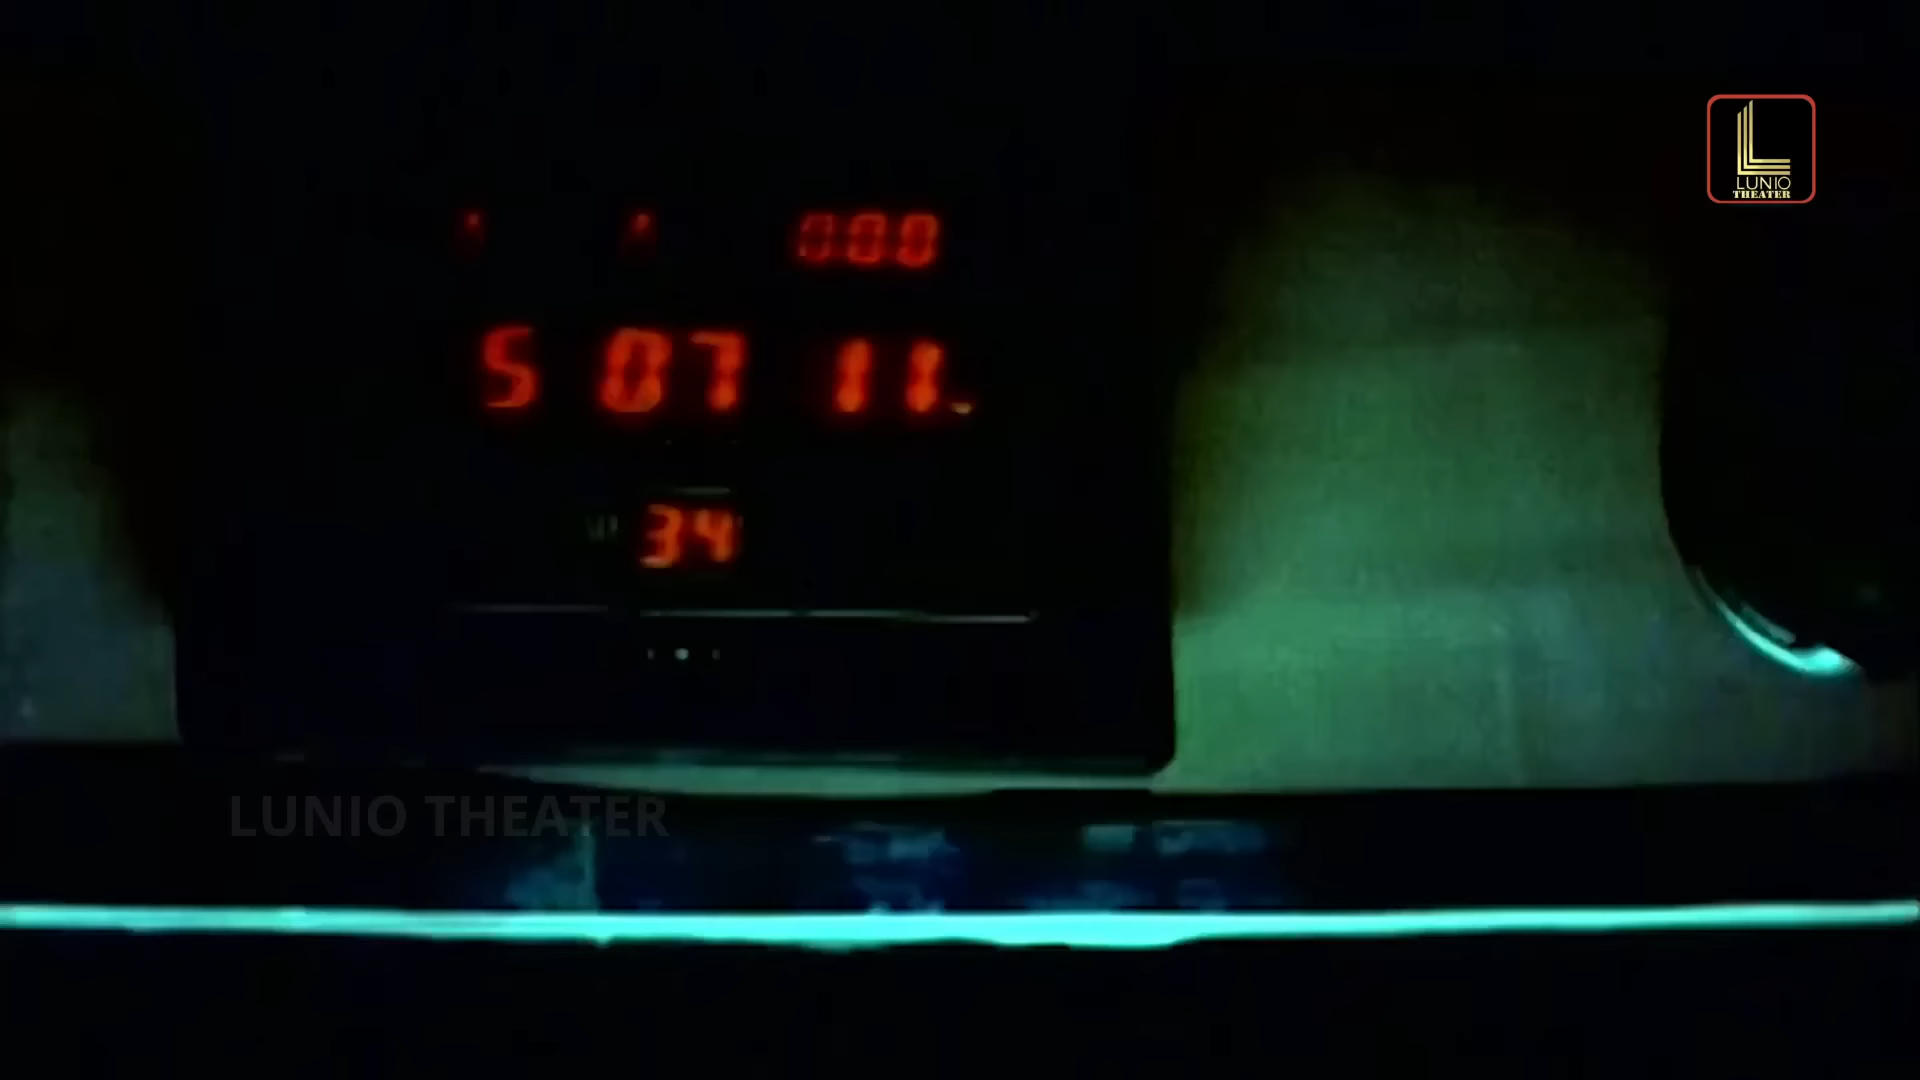 LUNIO
THEATER
000
5 07 11
34
LUNIO THEATER